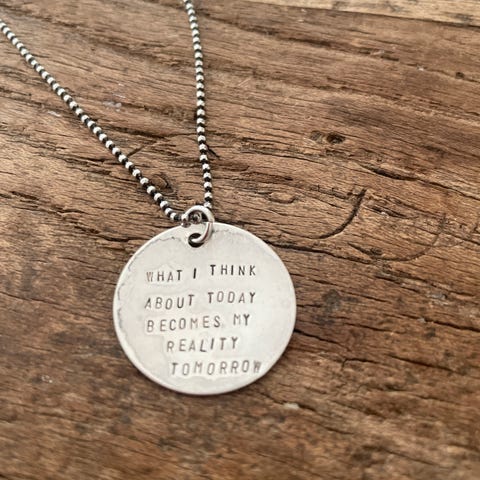 WHAT I THINK
ABOUT TODAY
BECOMES MY
REALITY
TOMORROW